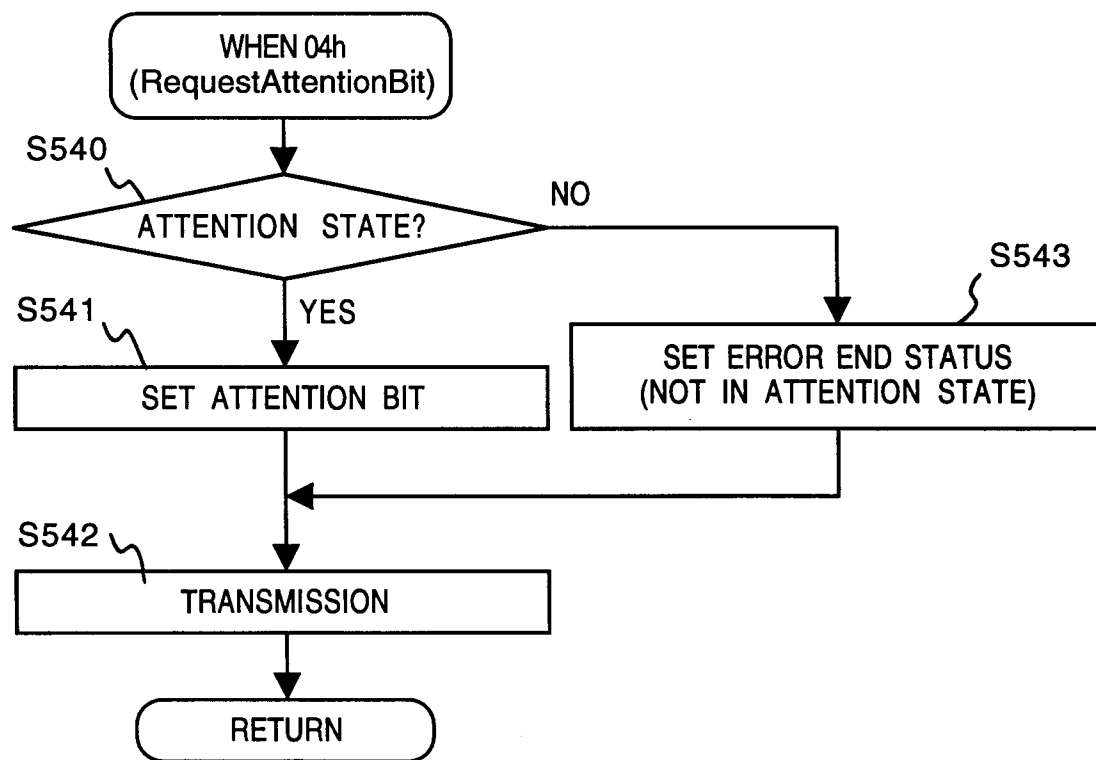 WHEN 04h
(RequestAttentionBit)
S540
ATTENTION STATE?
NO
S543
S541
YES
SET ERROR END STATUS
(NOT IN ATTENTION STATE)
SET ATTENTION BIT
S542
TRANSMISSION
RETURN